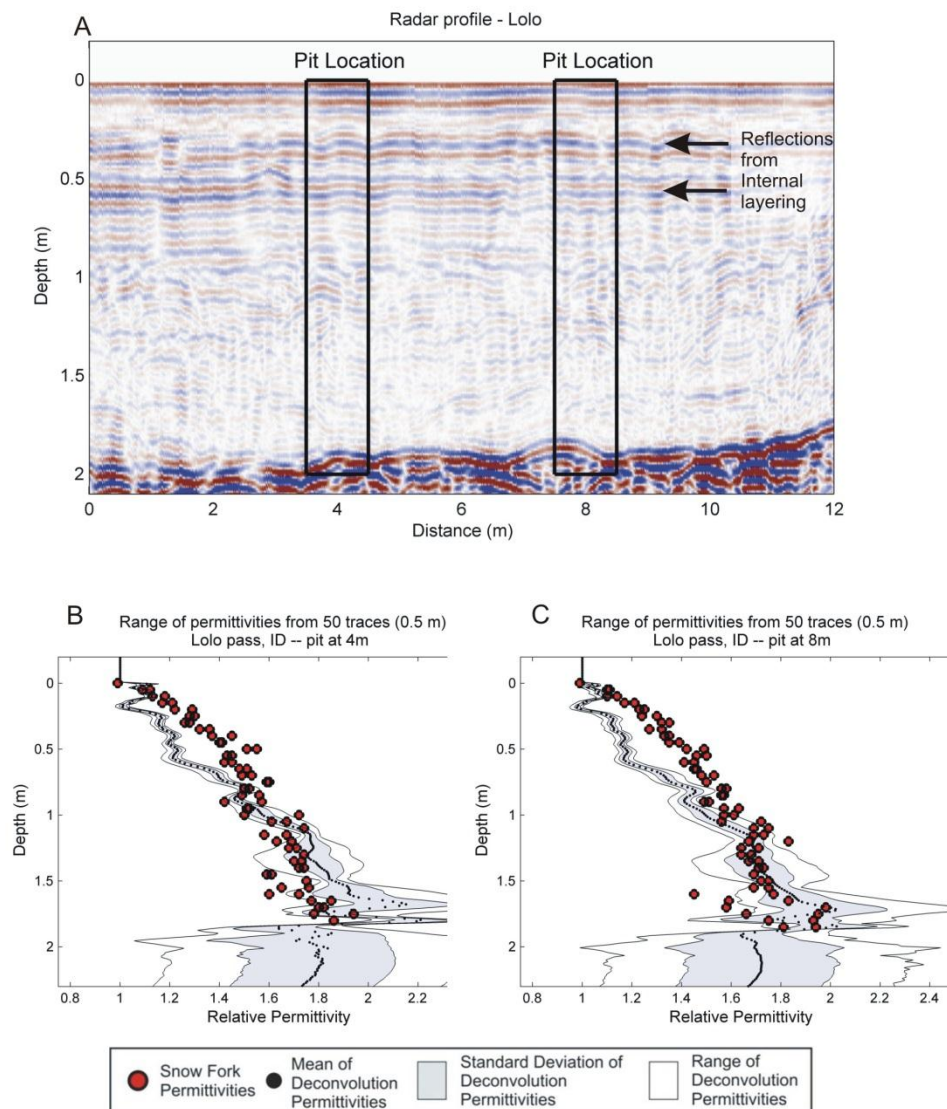 A
Radar profile - Lolo
Pit Location
Pit Location
0
0.5
1
1.5
2
Depth (m)
Reflections
from
Internal
layering
0
2
4
6
8
10
12
Distance (m)
B
Range of permittivities from 50 traces (0.5 m)
Lolo pass, ID -- pit at 4m
0
0.5
1
1.5
2
Depth (m)
0.8
1
1.2
1.4
1.6
1.8
2
2.2
Relative Permittivity
C
Range of permittivities from 50 traces (0.5 m)
Lolo pass, ID -- pit at 8m
0
0.5
1
1.5
2
Depth (m)
0.8
1
1.2
1.4
1.6
1.8
2
2.2
2.4
Relative Permittivity
Snow Fork
Permittivities
Mean of
Deconvolution
Permittivities
Standard Deviation of
Deconvolution
Permittivities
Range of
Deconvolution
Permittivities